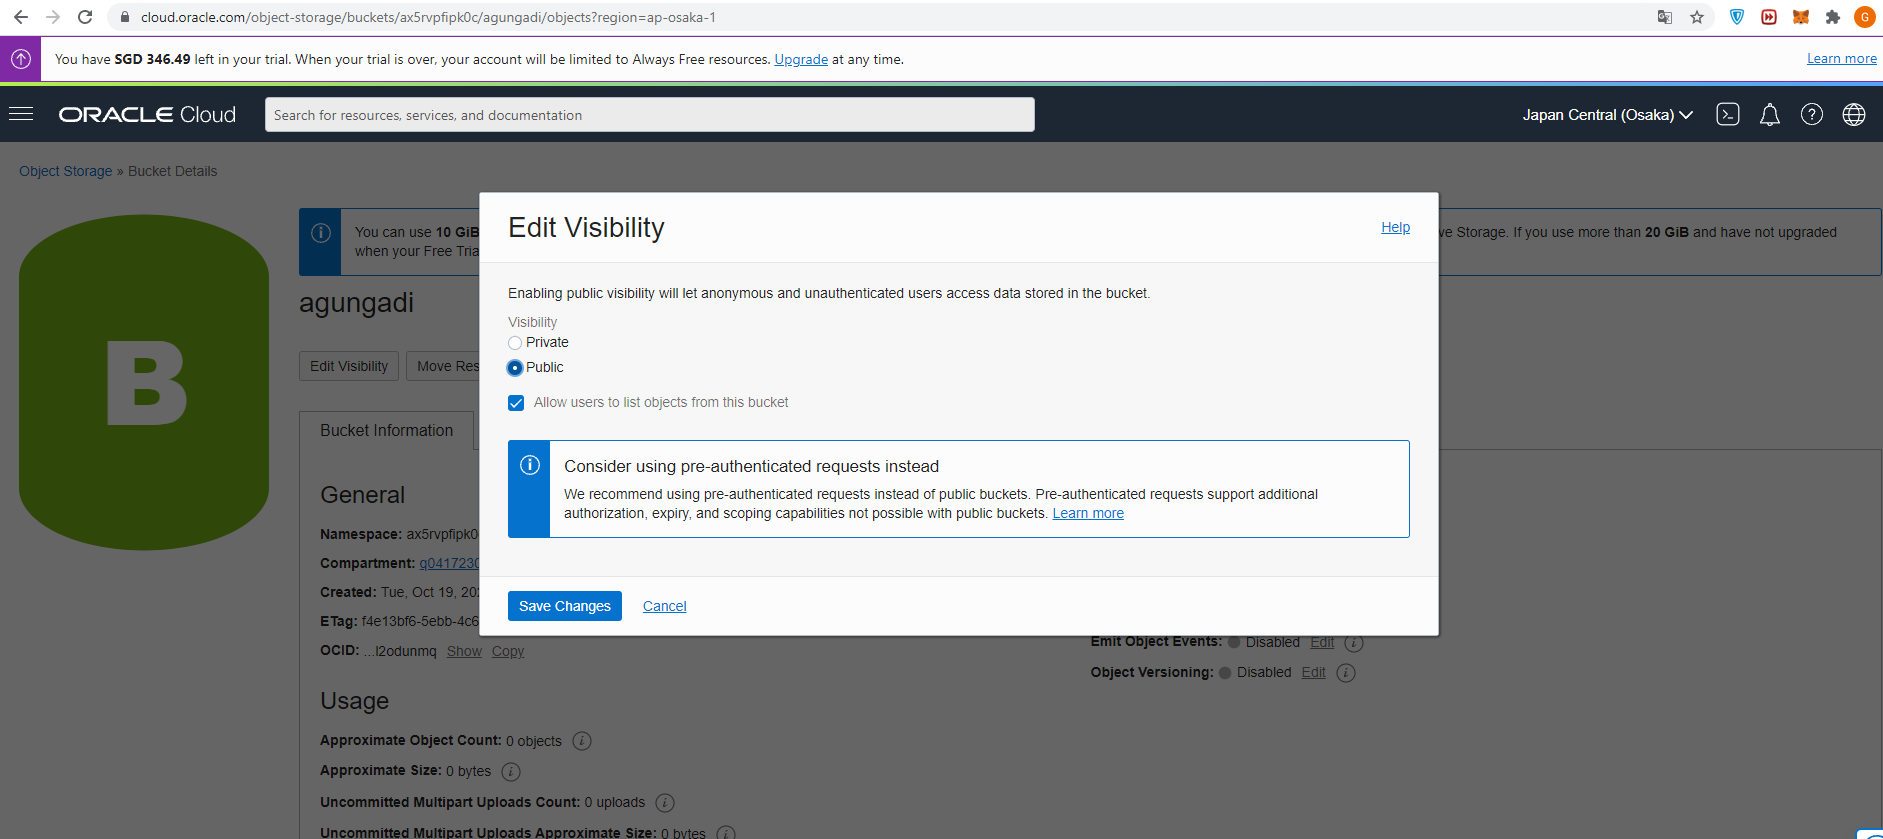 cloud.oracle.com/object-storage/buckets/ax5rvpfipk0c/agungadi/objects?region=ap-osaka-1
G
You have SGD 346.49 left in your trial. When your trial is over, your account will be limited to Always Free resources. Upgrade at any time.
Learn more
ORACLE Cloud
Search for resources, services, and documentation
Japan Central (Osaka)
Object Storage » Bucket Details
B
You can use 10 GiB
ve Storage. If you use more than 20 GiB and have not upgraded
when your Free Tria
agungadi
Edit Visibility
Move Res
Bucket Information
General
Namespace: ax5rvpfipk0
Compartment: q0417230
Created: Tue, Oct 19, 202
ETag: f4e13bf6-5ebb-4c6
OCID: ...l2odunmq Show Copy
Usage
Approximate Object Count: 0 objects
Approximate Size: 0 bytes
Uncommitted Multipart Uploads Count: 0 uploads
Uncommitted Multipart Uploads Approximate Size: 0 bytes
Emit Object Events: Disabled Edit
Object Versioning: Disabled Edit
Edit Visibility
Help
Enabling public visibility will let anonymous and unauthenticated users access data stored in the bucket.
Visibility
Private
Public
Allow users to list objects from this bucket
Consider using pre-authenticated requests instead
We recommend using pre-authenticated requests instead of public buckets. Pre-authenticated requests support additional
authorization, expiry, and scoping capabilities not possible with public buckets. Learn more
Save Changes
Cancel